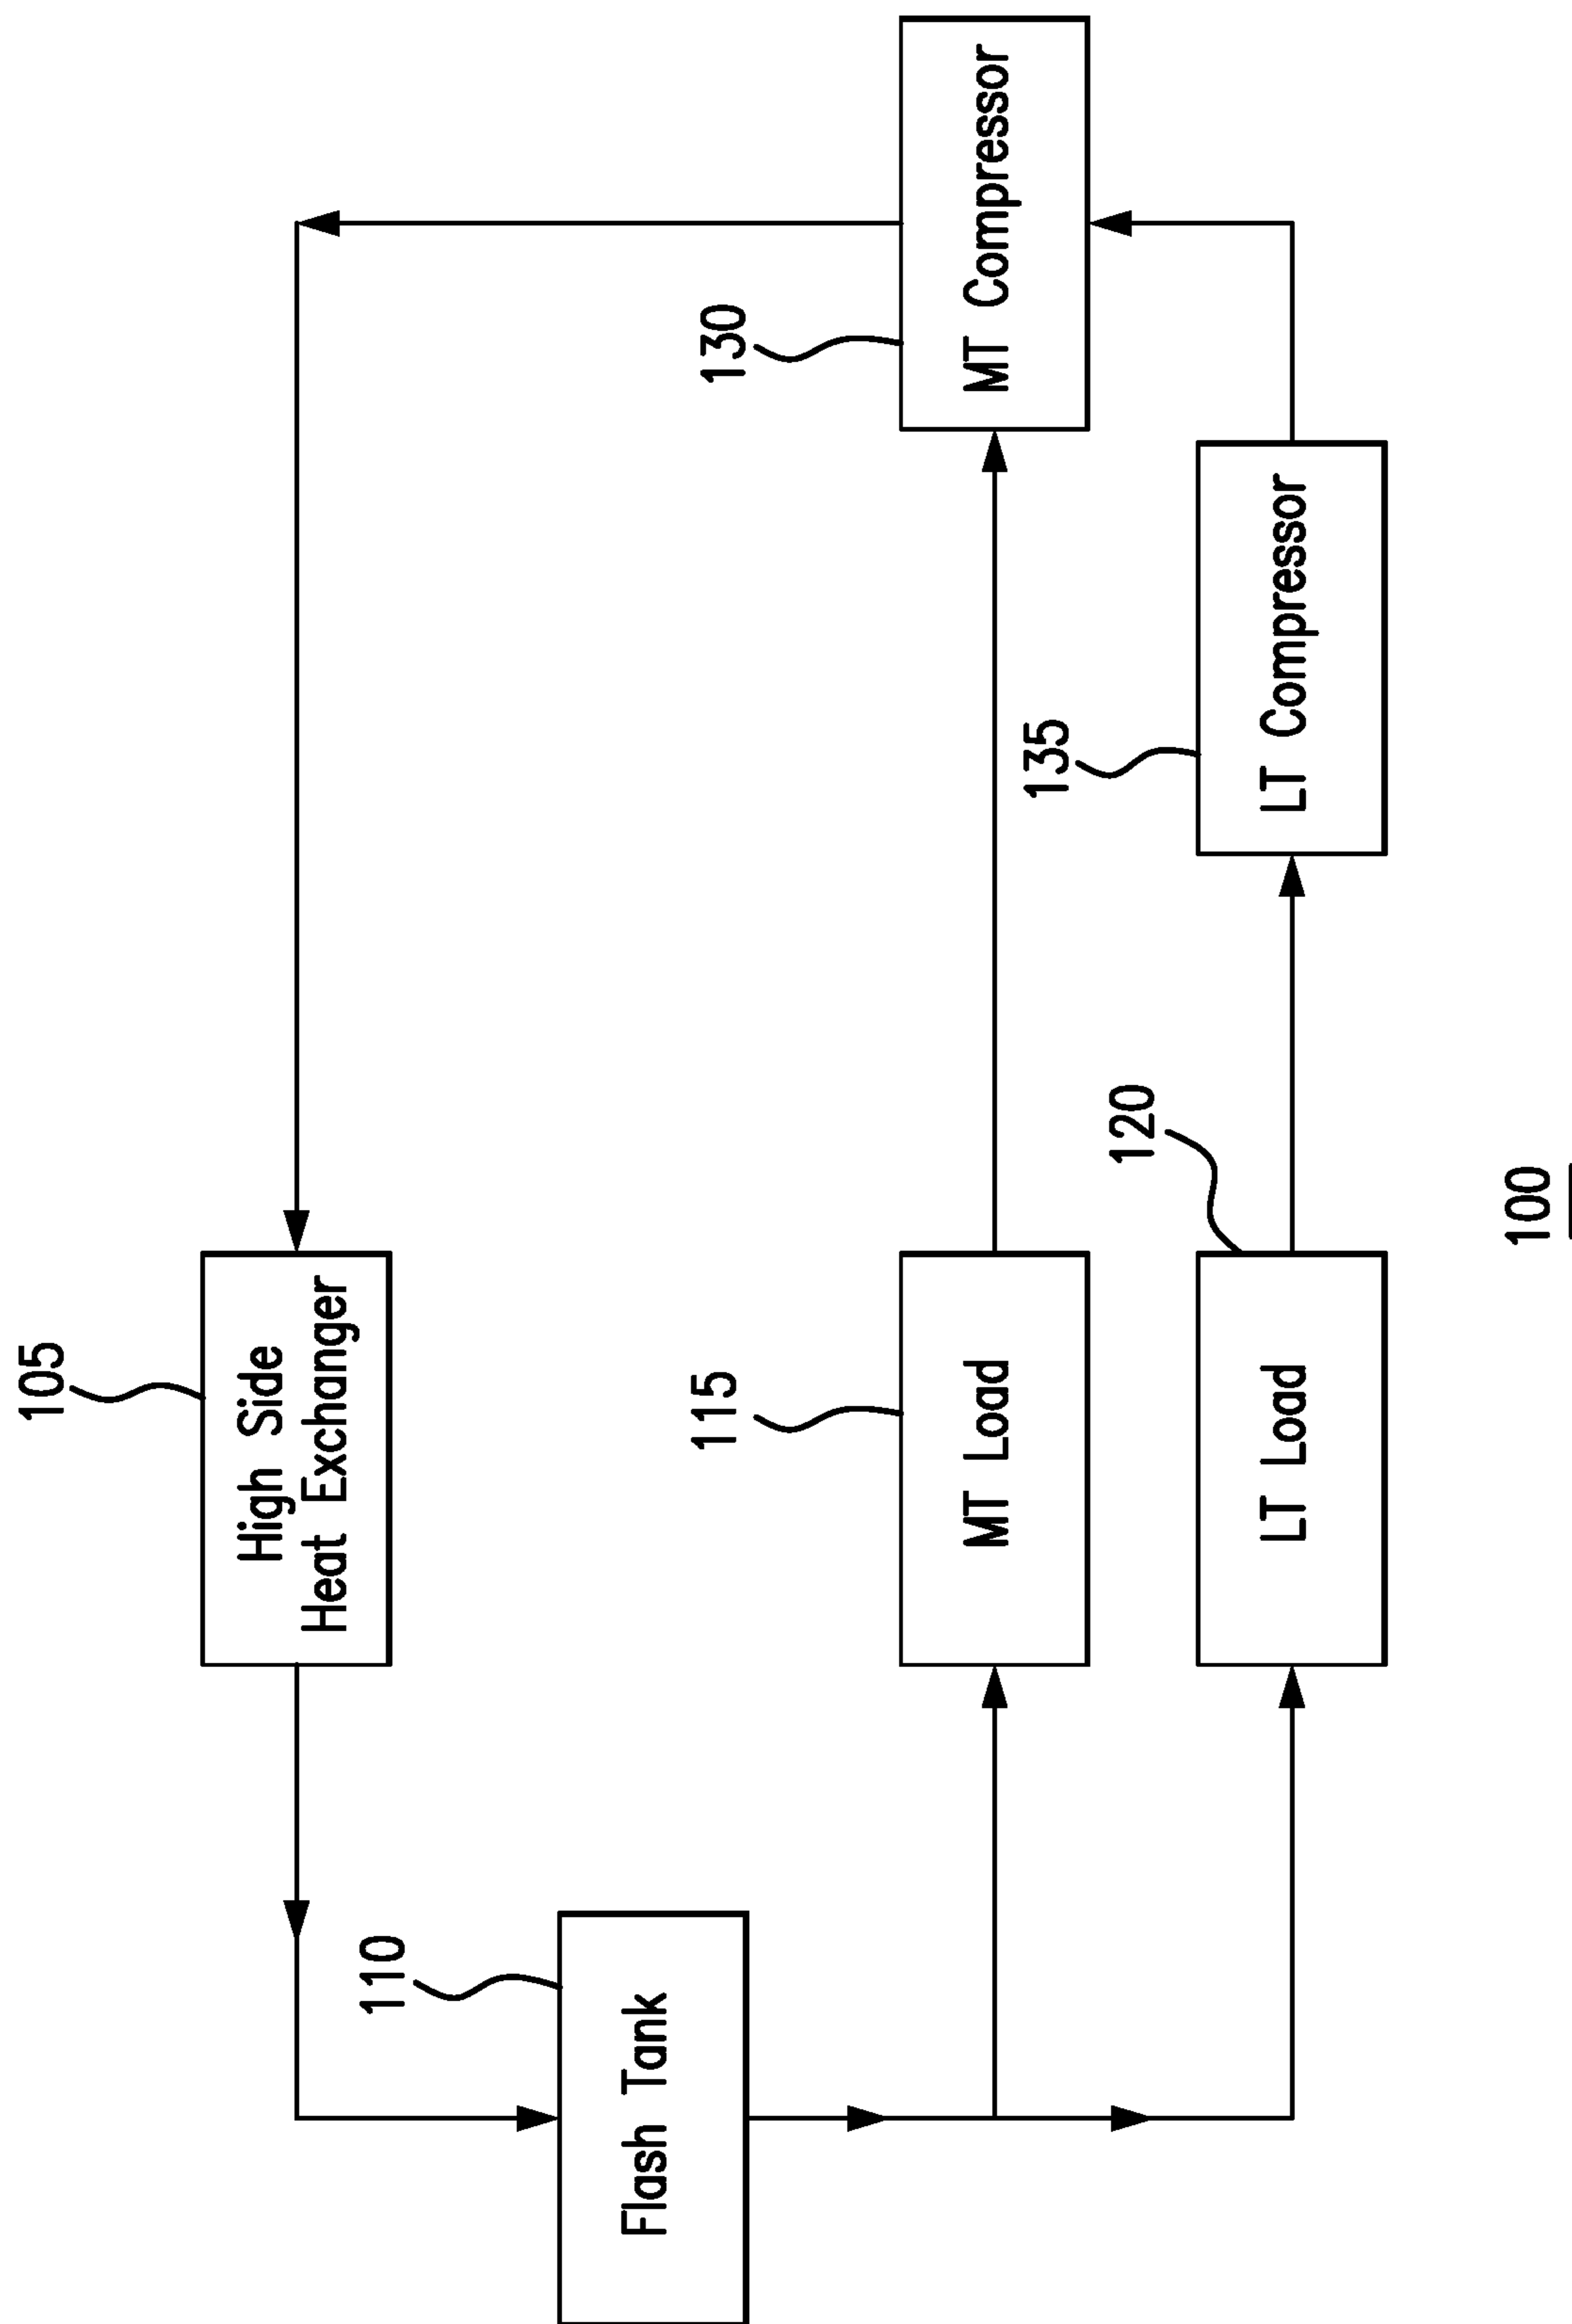 105
High Side
Heat Exchanger
110
Flash Tank
130
MT Compressor
115
MT Load
135
LT Compressor
120
LT Load
100